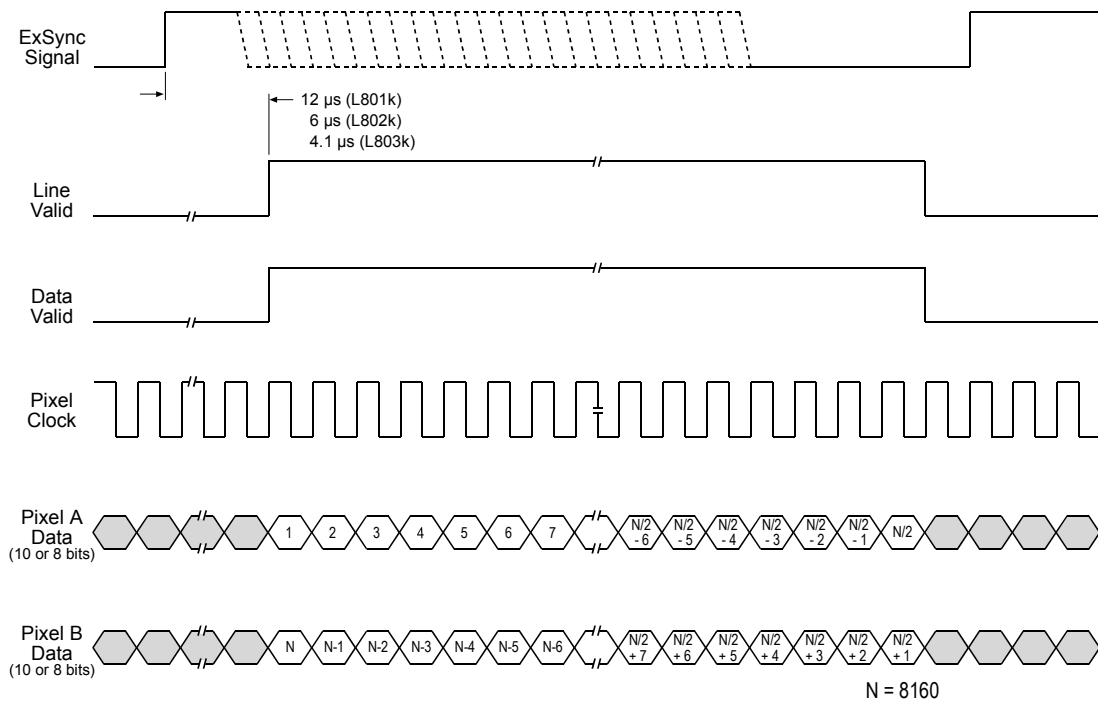 ExSync
Signal
12 µs (L801k)
6 µs (L802k)
4.1 µs (L803k)
Line
Valid
Data
Valid
Pixel
Clock
Pixel A
Data
(10 or 8 bits)
1 2 3 4 5 6 7 N/2 - 6 N/2 - 5 N/2 - 4 N/2 - 3 N/2 - 2 N/2 - 1 N/2
Pixel B
Data
(10 or 8 bits)
N N-1 N-2 N-3 N-4 N-5 N-6 N/2 + 7 N/2 + 6 N/2 + 5 N/2 + 4 N/2 + 3 N/2 + 2 N/2 + 1
N = 8160